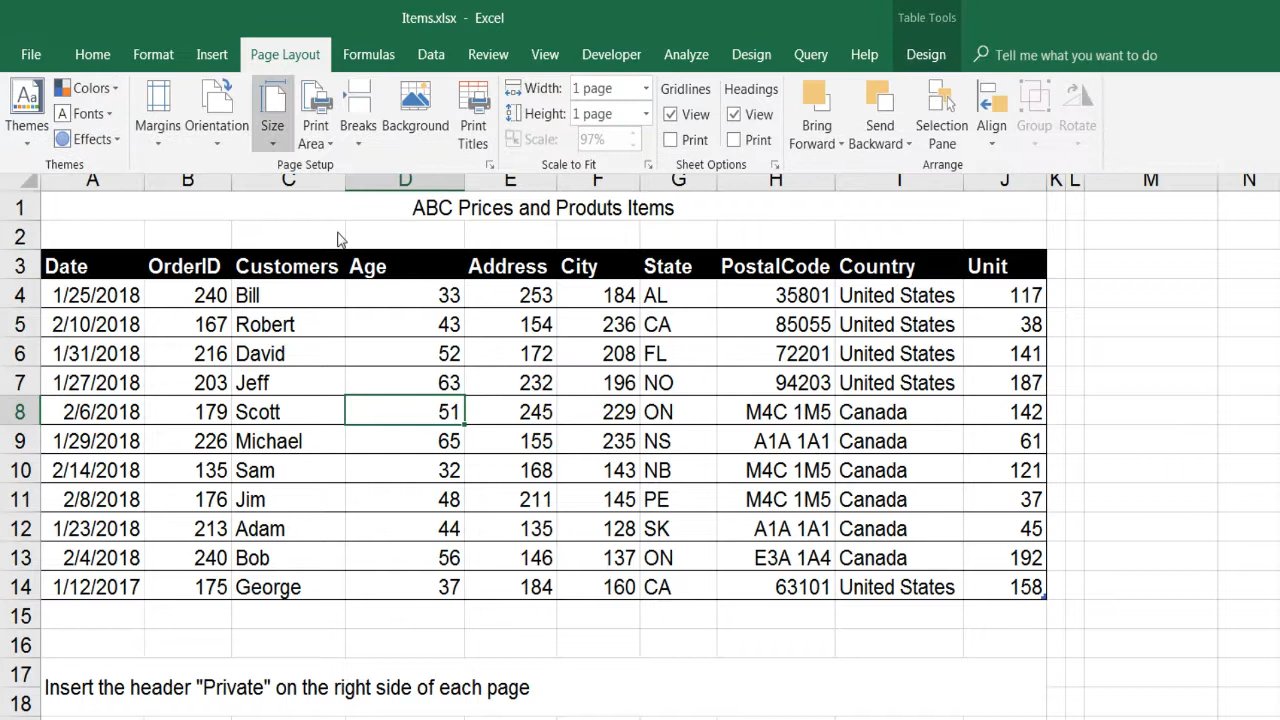 Items.xlsx - Excel
Table Tools
File Home Format Insert Page Layout Formulas Data Review View Developer Analyze Design Query Help Design Tell me what you want to do
Themes Colors Fonts Effects Margins Orientation Size Print Area Breaks Background Print Titles Width: 1 page Height: 1 page Scale: 97% Gridlines View Print Headings View Print Bring Forward Send Backward Selection Pane Align Group Rotate
Themes Page Setup Scale to Fit Sheet Options Arrange
A B C D E F G H I J K L M N
1 ABC Prices and Produts Items
2
3 Date OrderID Customers Age Address City State PostalCode Country Unit
4 1/25/2018 240 Bill 33 253 184 AL 35801 United States 117
5 2/10/2018 167 Robert 43 154 236 CA 85055 United States 38
6 1/31/2018 216 David 52 172 208 FL 72201 United States 141
7 1/27/2018 203 Jeff 63 232 196 NO 94203 United States 187
8 2/6/2018 179 Scott 51 245 229 ON M4C 1M5 Canada 142
9 1/29/2018 226 Michael 65 155 235 NS A1A 1A1 Canada 61
10 2/14/2018 135 Sam 32 168 143 NB M4C 1M5 Canada 121
11 2/8/2018 176 Jim 48 211 145 PE M4C 1M5 Canada 37
12 1/23/2018 213 Adam 44 135 128 SK A1A 1A1 Canada 45
13 2/4/2018 240 Bob 56 146 137 ON E3A 1A4 Canada 192
14 1/12/2017 175 George 37 184 160 CA 63101 United States 158
15
16
17
Insert the header "Private" on the right side of each page
18